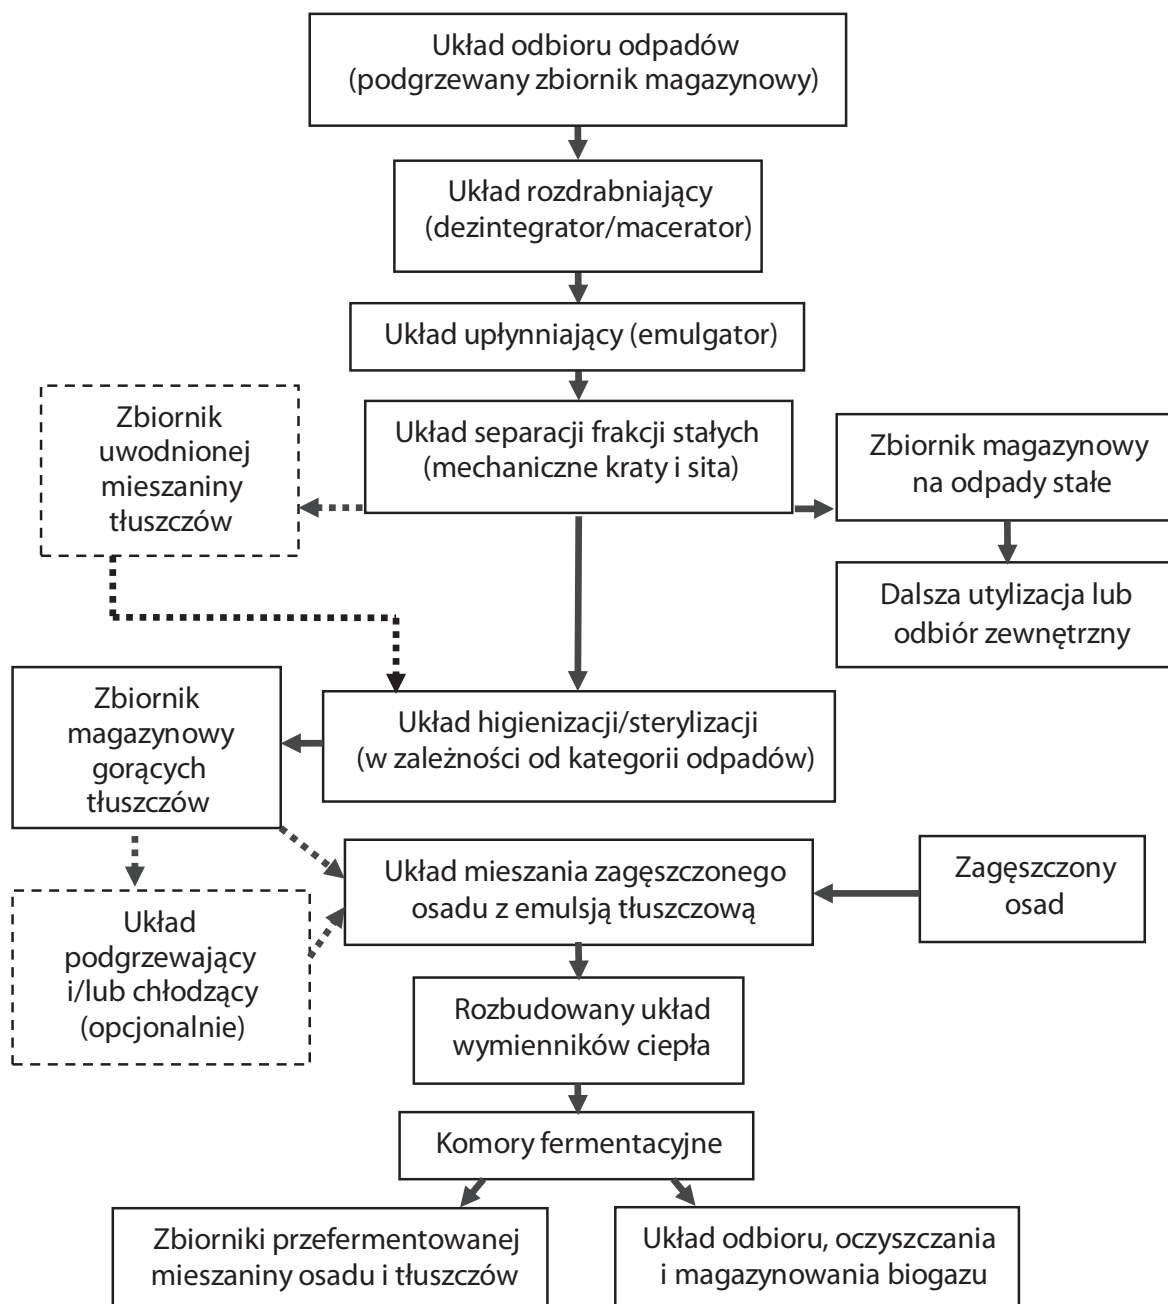 Układ odbioru odpadów
(podgrzewany zbiornik magazynowy)
Układ rozdrabniający
(dezintegrator/macerator)
Układ upłynniający (emulgator)
Zbiornik
uwodnionej
mieszaniny
tłuszczów
Układ separacji frakcji stałych
(mechaniczne kraty i sita)
Zbiornik magazynowy
na odpady stałe
Dalsza utylizacja lub
odbiór zewnętrzny
Zbiornik
magazynowy
gorących
tłuszczów
Układ higienizacji/sterylizacji
(w zależności od kategorii odpadów)
Układ mieszania zagęszczonego
osadu z emulsją tłuszczową
Zagęszczony
osad
Układ
podgrzewający
i/lub chłodzący
(opcjonalnie)
Rozbudowany układ
wymienników ciepła
Komory fermentacyjne
Zbiorniki przefermentowanej
mieszaniny osadu i tłuszczów
Układ odbioru, oczyszczania
i magazynowania biogazu